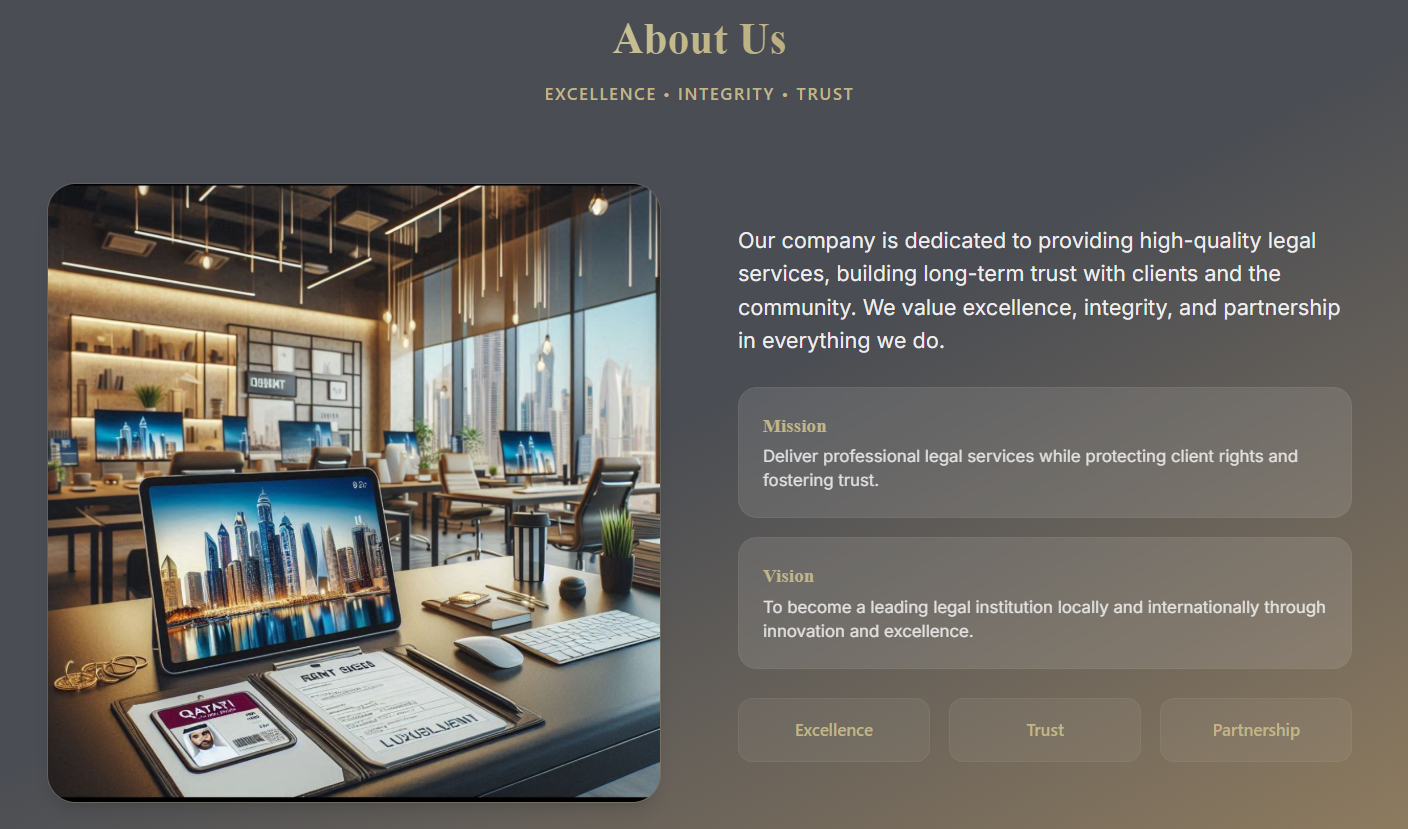 About Us
EXCELLENCE • INTEGRITY • TRUST
Our company is dedicated to providing high-quality legal
services, building long-term trust with clients and the
community. We value excellence, integrity, and partnership
in everything we do.
Mission
Deliver professional legal services while protecting client rights and
fostering trust.
Vision
To become a leading legal institution locally and internationally through
innovation and excellence.
Excellence
Trust
Partnership
QATATI